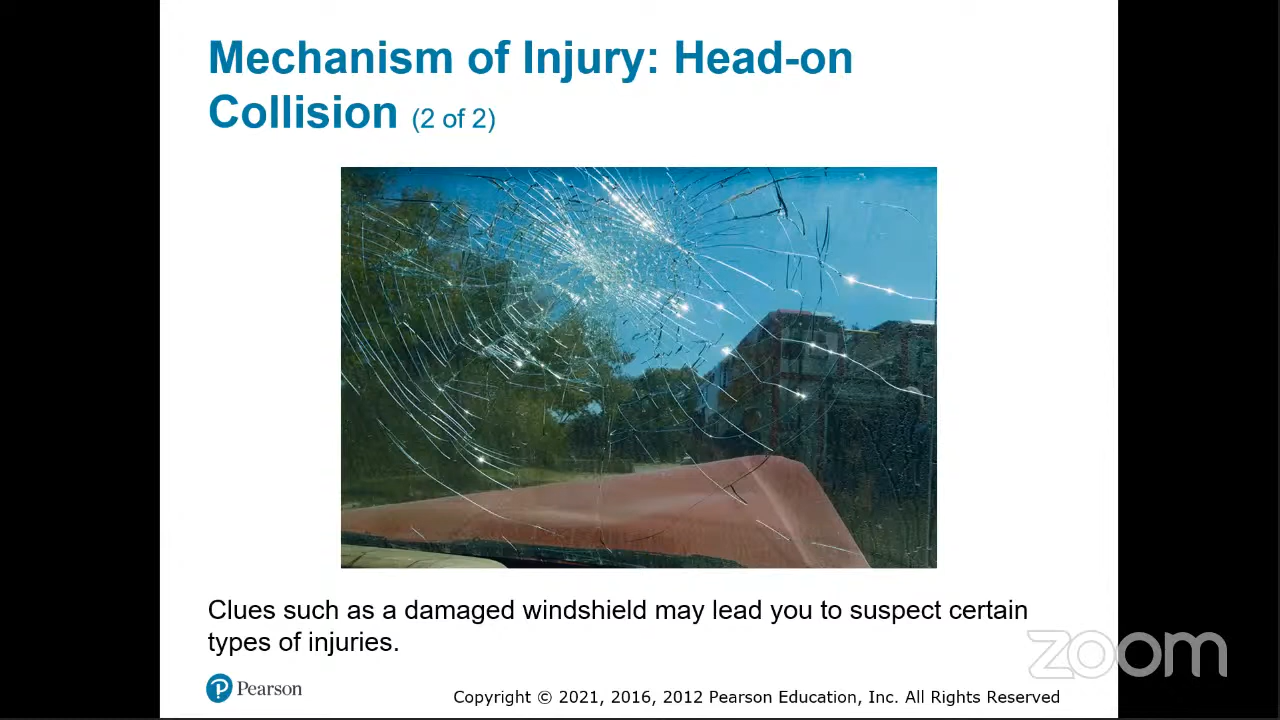 Mechanism of Injury: Head-on
Collision (2 of 2)
Clues such as a damaged windshield may lead you to suspect certain
types of injuries.
zoom
Pearson
Copyright © 2021, 2016, 2012 Pearson Education, Inc. All Rights Reserved